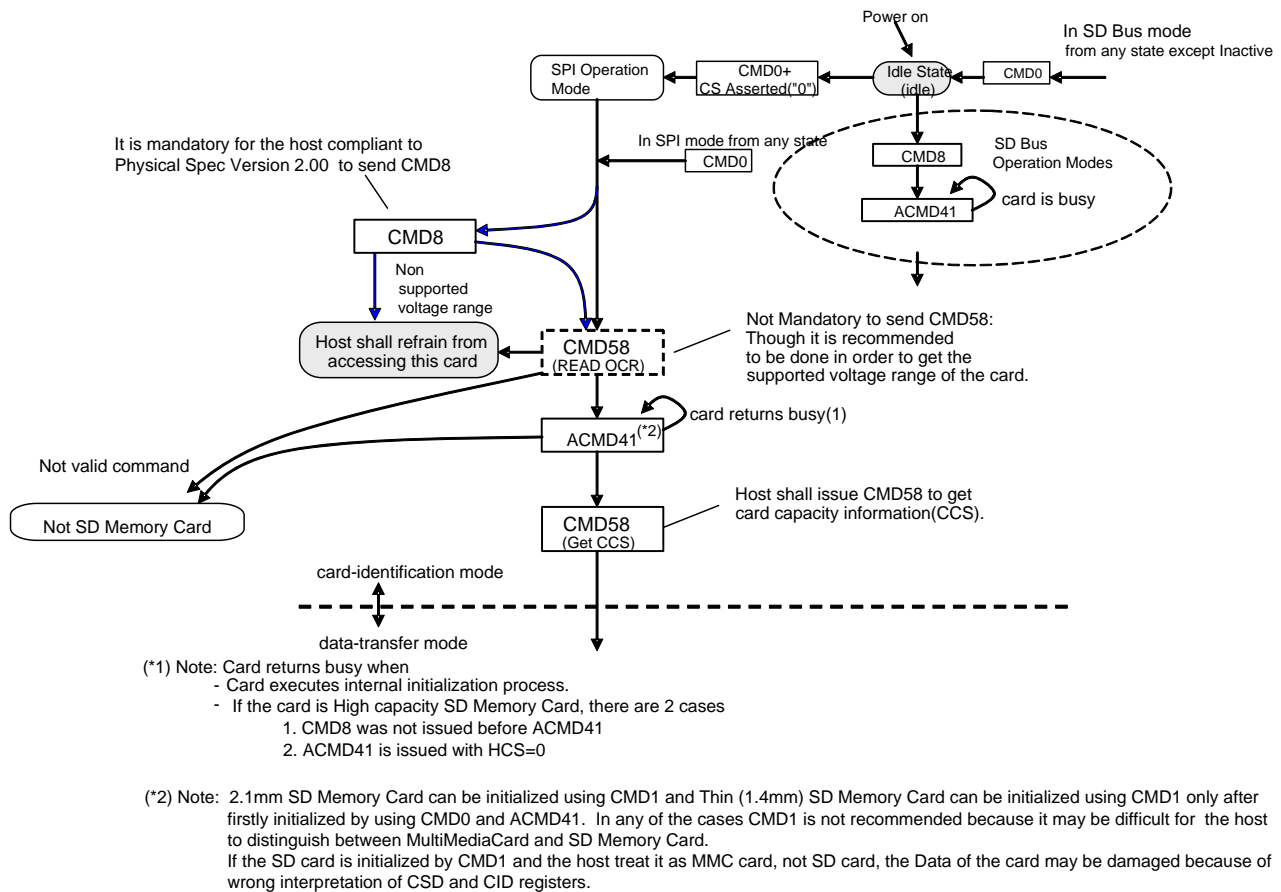 Power on
In SD Bus mode
from any state except Inactive
SPI Operation
Mode
CMD0+
CS Asserted("0")
Idle State
(idle)
CMD0
It is mandatory for the host compliant to
Physical Spec Version 2.00 to send CMD8
In SPI mode from any state
CMD0
CMD8
SD Bus
Operation Modes
ACMD41
card is busy
CMD8
Non
supported
voltage range
Host shall refrain from
accessing this card
CMD58
(READ OCR)
Not Mandatory to send CMD58:
Though it is recommended
to be done in order to get the
supported voltage range of the card.
card returns busy(1)
ACMD41(*2)
Not valid command
Not SD Memory Card
CMD58
(Get CCS)
Host shall issue CMD58 to get
card capacity information(CCS).
card-identification mode
data-transfer mode
(*1) Note: Card returns busy when
- Card executes internal initialization process.
- If the card is High capacity SD Memory Card, there are 2 cases
1. CMD8 was not issued before ACMD41
2. ACMD41 is issued with HCS=0
(*2) Note: 2.1mm SD Memory Card can be initialized using CMD1 and Thin (1.4mm) SD Memory Card can be initialized using CMD1 only after
firstly initialized by using CMD0 and ACMD41. In any of the cases CMD1 is not recommended because it may be difficult for the host
to distinguish between MultiMediaCard and SD Memory Card.
If the SD card is initialized by CMD1 and the host treat it as MMC card, not SD card, the Data of the card may be damaged because of
wrong interpretation of CSD and CID registers.